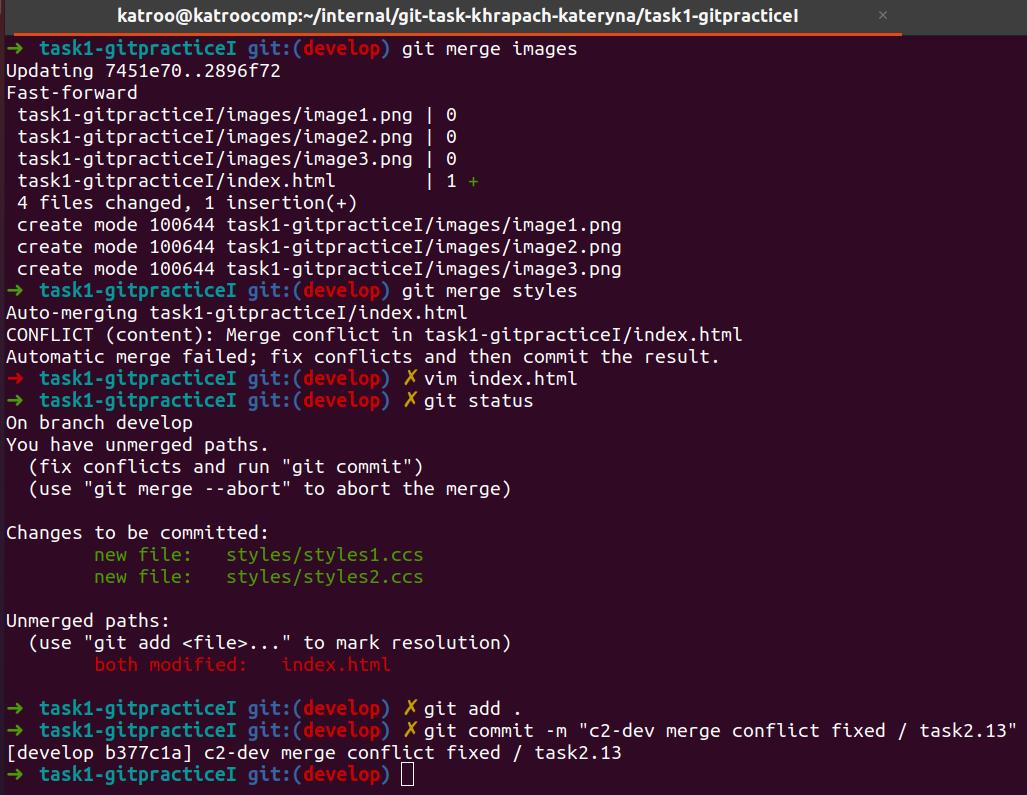 katroo@katroocomp:~/internal/git-task-khrapach-kateryna/task1-gitpracticeI ×
➜ task1-gitpracticeI git:(develop) git merge images
Updating 7451e70..2896f72
Fast-forward
 task1-gitpracticeI/images/image1.png | 0
 task1-gitpracticeI/images/image2.png | 0
 task1-gitpracticeI/images/image3.png | 0
 task1-gitpracticeI/index.html        | 1 +
 4 files changed, 1 insertion(+)
 create mode 100644 task1-gitpracticeI/images/image1.png
 create mode 100644 task1-gitpracticeI/images/image2.png
 create mode 100644 task1-gitpracticeI/images/image3.png
➜ task1-gitpracticeI git:(develop) git merge styles
Auto-merging task1-gitpracticeI/index.html
CONFLICT (content): Merge conflict in task1-gitpracticeI/index.html
Automatic merge failed; fix conflicts and then commit the result.
➜ task1-gitpracticeI git:(develop) ✗ vim index.html
➜ task1-gitpracticeI git:(develop) ✗ git status
On branch develop
You have unmerged paths.
  (fix conflicts and run "git commit")
  (use "git merge --abort" to abort the merge)

Changes to be committed:
        new file:   styles/styles1.ccs
        new file:   styles/styles2.ccs

Unmerged paths:
  (use "git add <file>..." to mark resolution)
        both modified:   index.html

➜ task1-gitpracticeI git:(develop) ✗ git add .
➜ task1-gitpracticeI git:(develop) ✗ git commit -m "c2-dev merge conflict fixed / task2.13"
[develop b377c1a] c2-dev merge conflict fixed / task2.13
➜ task1-gitpracticeI git:(develop)